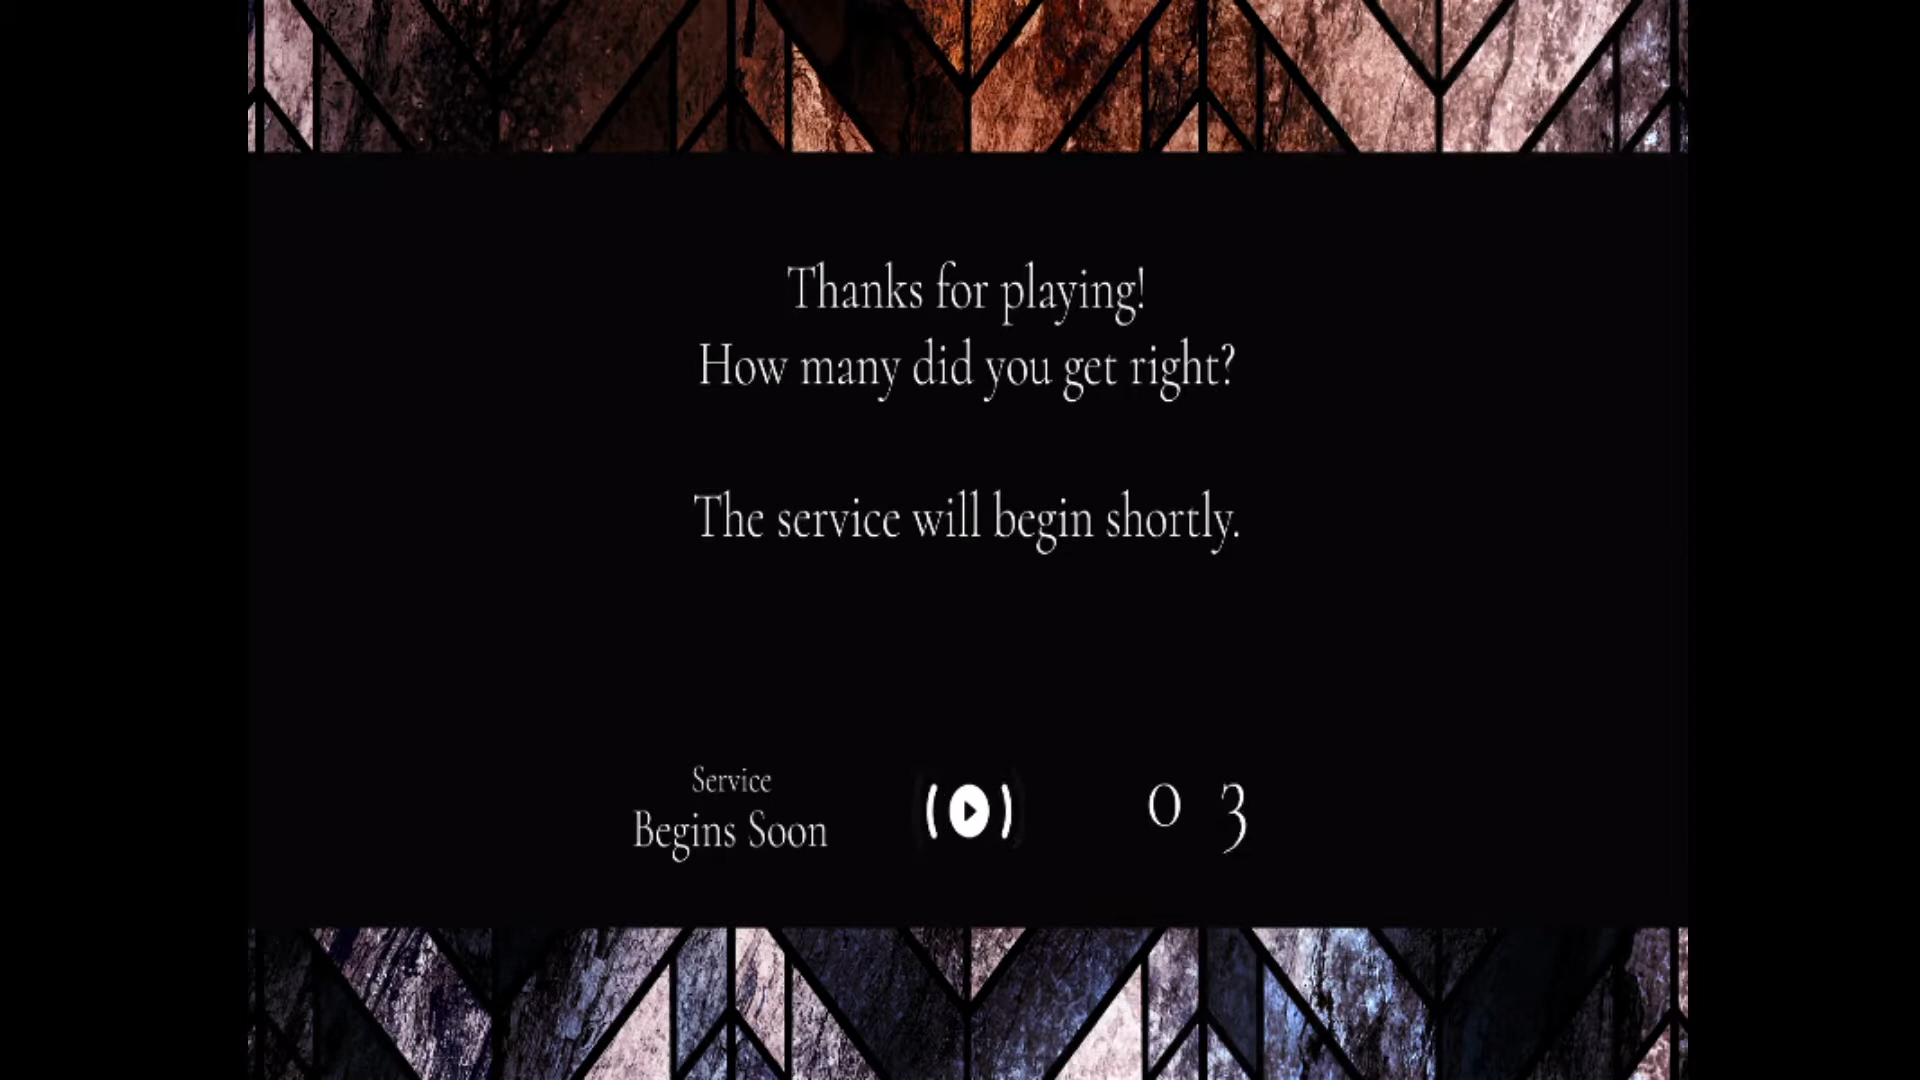 Thanks for playing!
How many did you get right?
The service will begin shortly.
Service
Begins Soon
0 3